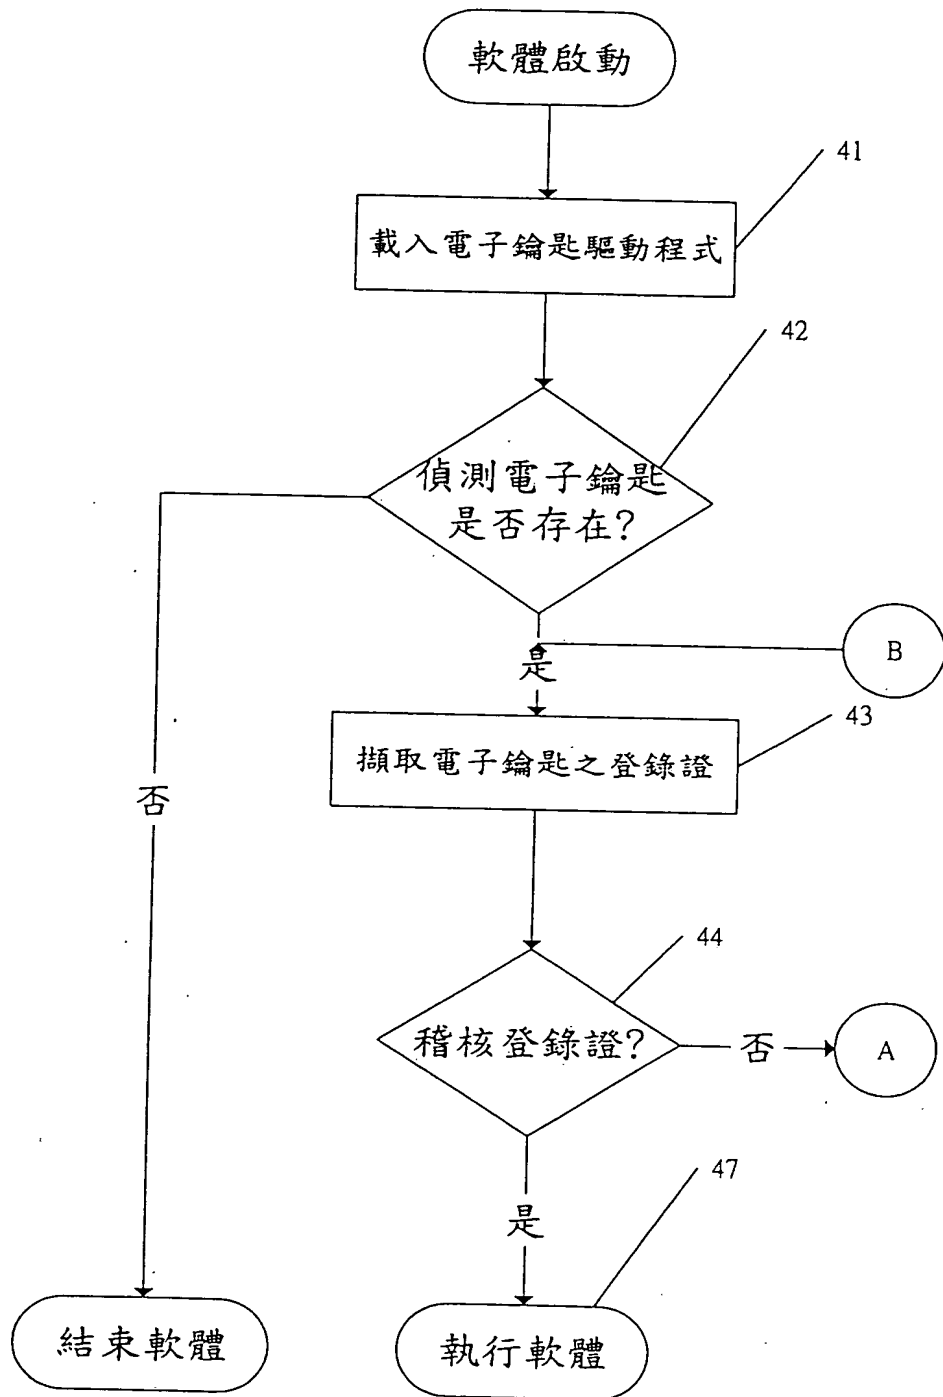 軟體啟動
41
載入電子鑰匙驅動程式
42
偵測電子鑰匙
是否存在?
是
B
43
擷取電子鑰匙之登錄證
否
44
稽核登錄證?
否
A
47
是
結束軟體
執行軟體